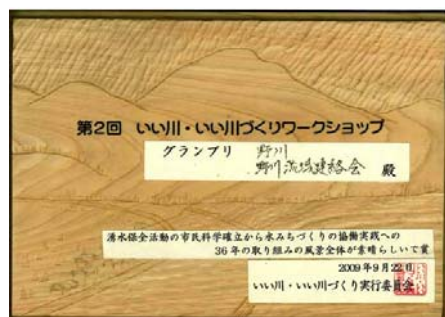 第2回 いい川・いい川づくりワークショップ
グランプリ 野川
野川流域連絡会 殿
湧水保全活動の市民科学確立から水みちづくりの協働実践への
36年の取り組みの風景全体が素晴らしいで賞
2009年9月22日
いい川・いい川づくり実行委員会